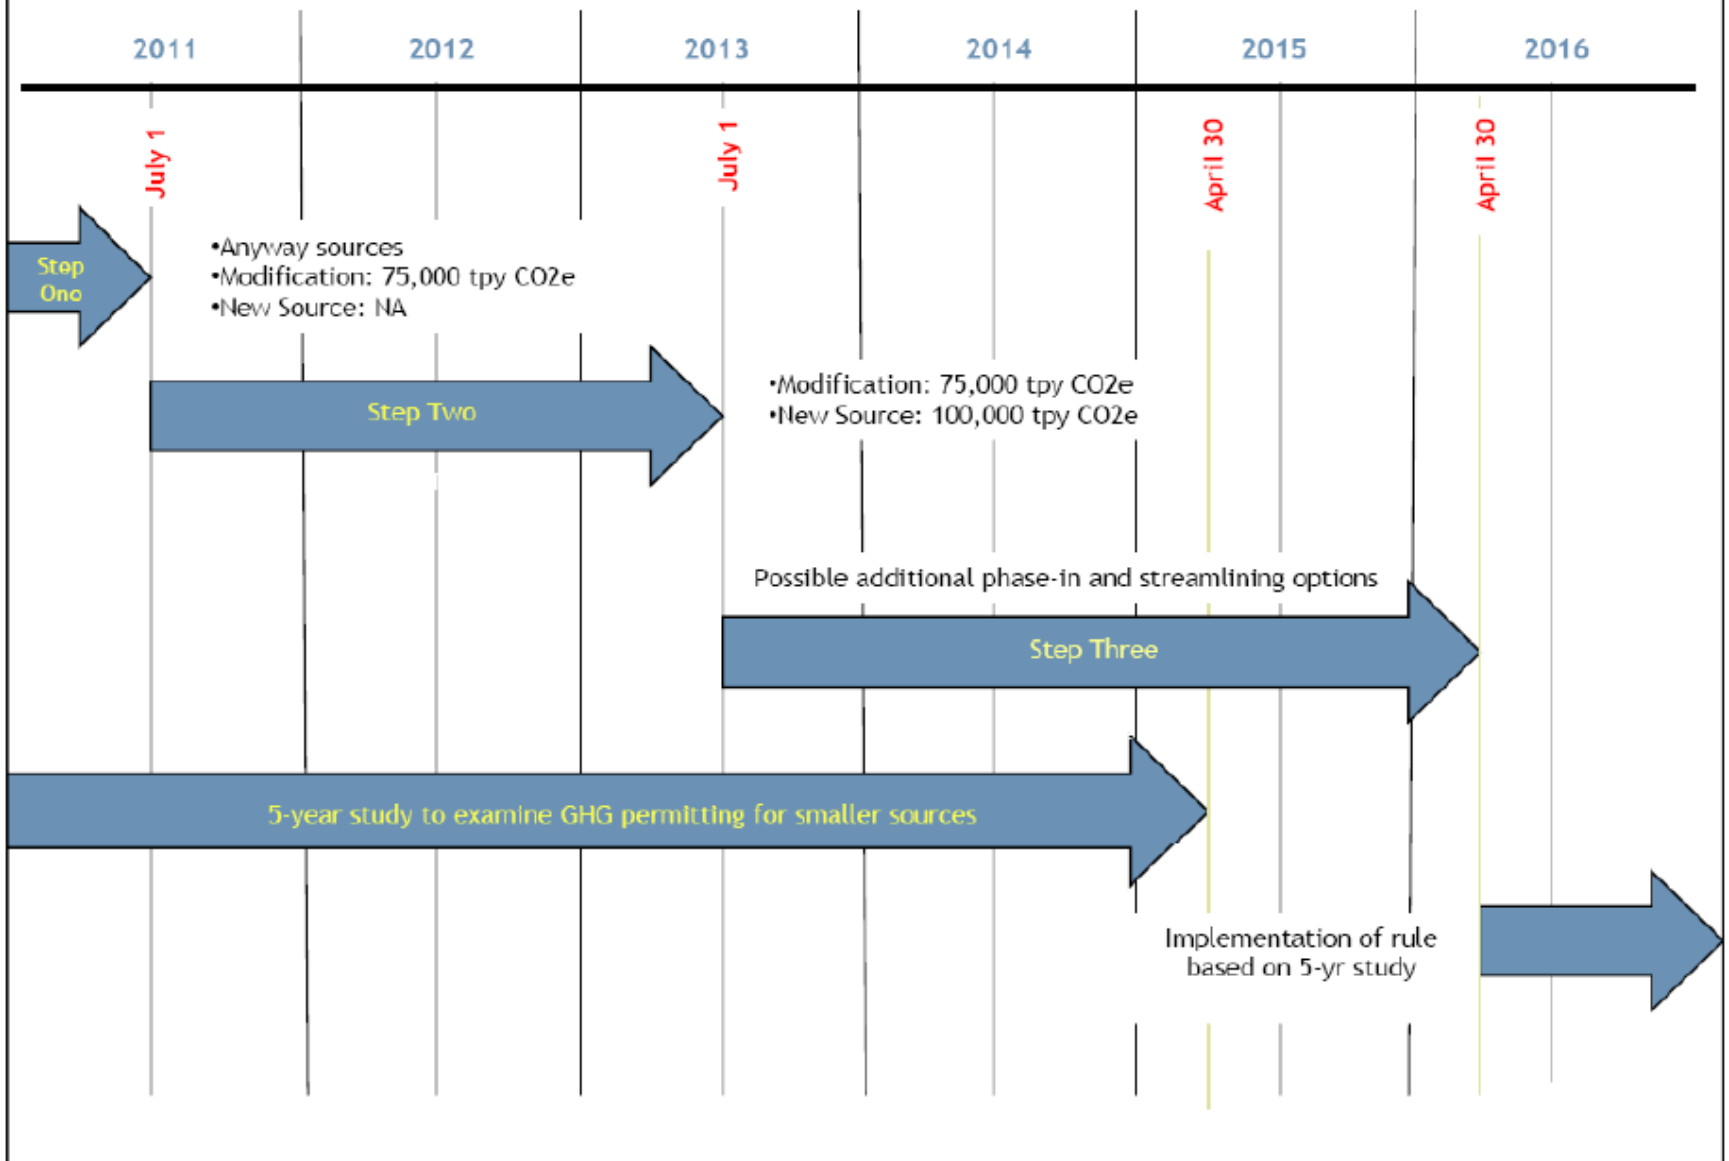 2011 2012 2013 2014 2015 2016
July 1
July 1
April 30
April 30
Step
One
•Anyway sources
•Modification: 75,000 tpy CO2e
•New Source: NA
Step Two
•Modification: 75,000 tpy CO2e
•New Source: 100,000 tpy CO2e
Possible additional phase-in and streamlining options
Step Three
5-year study to examine GHG permitting for smaller sources
Implementation of rule
based on 5-yr study